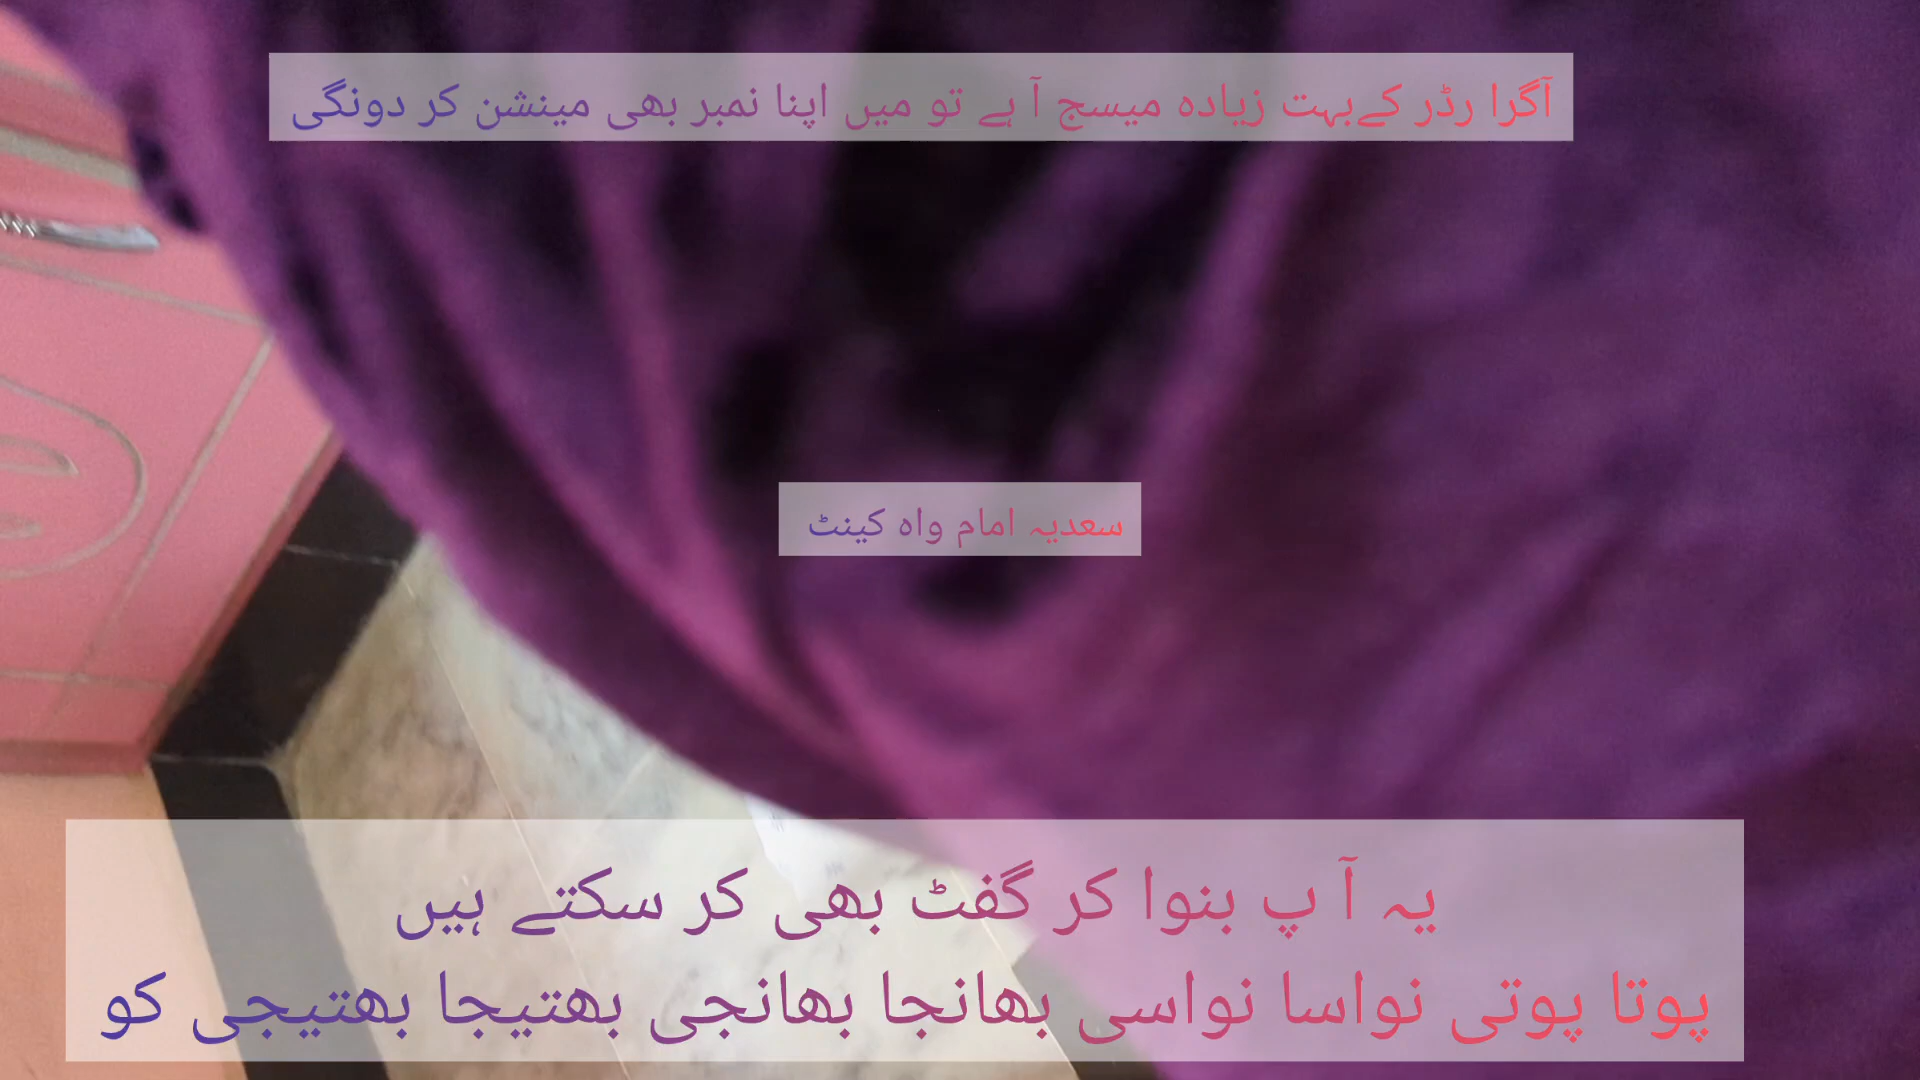 آگرا رڈر کےبہت زیادہ میسج آ ہے تو میں اپنا نمبر بھی مینشن کر دونگی
سعدیہ امام واہ کینٹ
یہ آ پ بنوا کر گفٹ بھی کر سکتے ہیں
پوتا پوتی نواسا نواسی بھانجا بھانجی بھتیجا بھتیجی کو